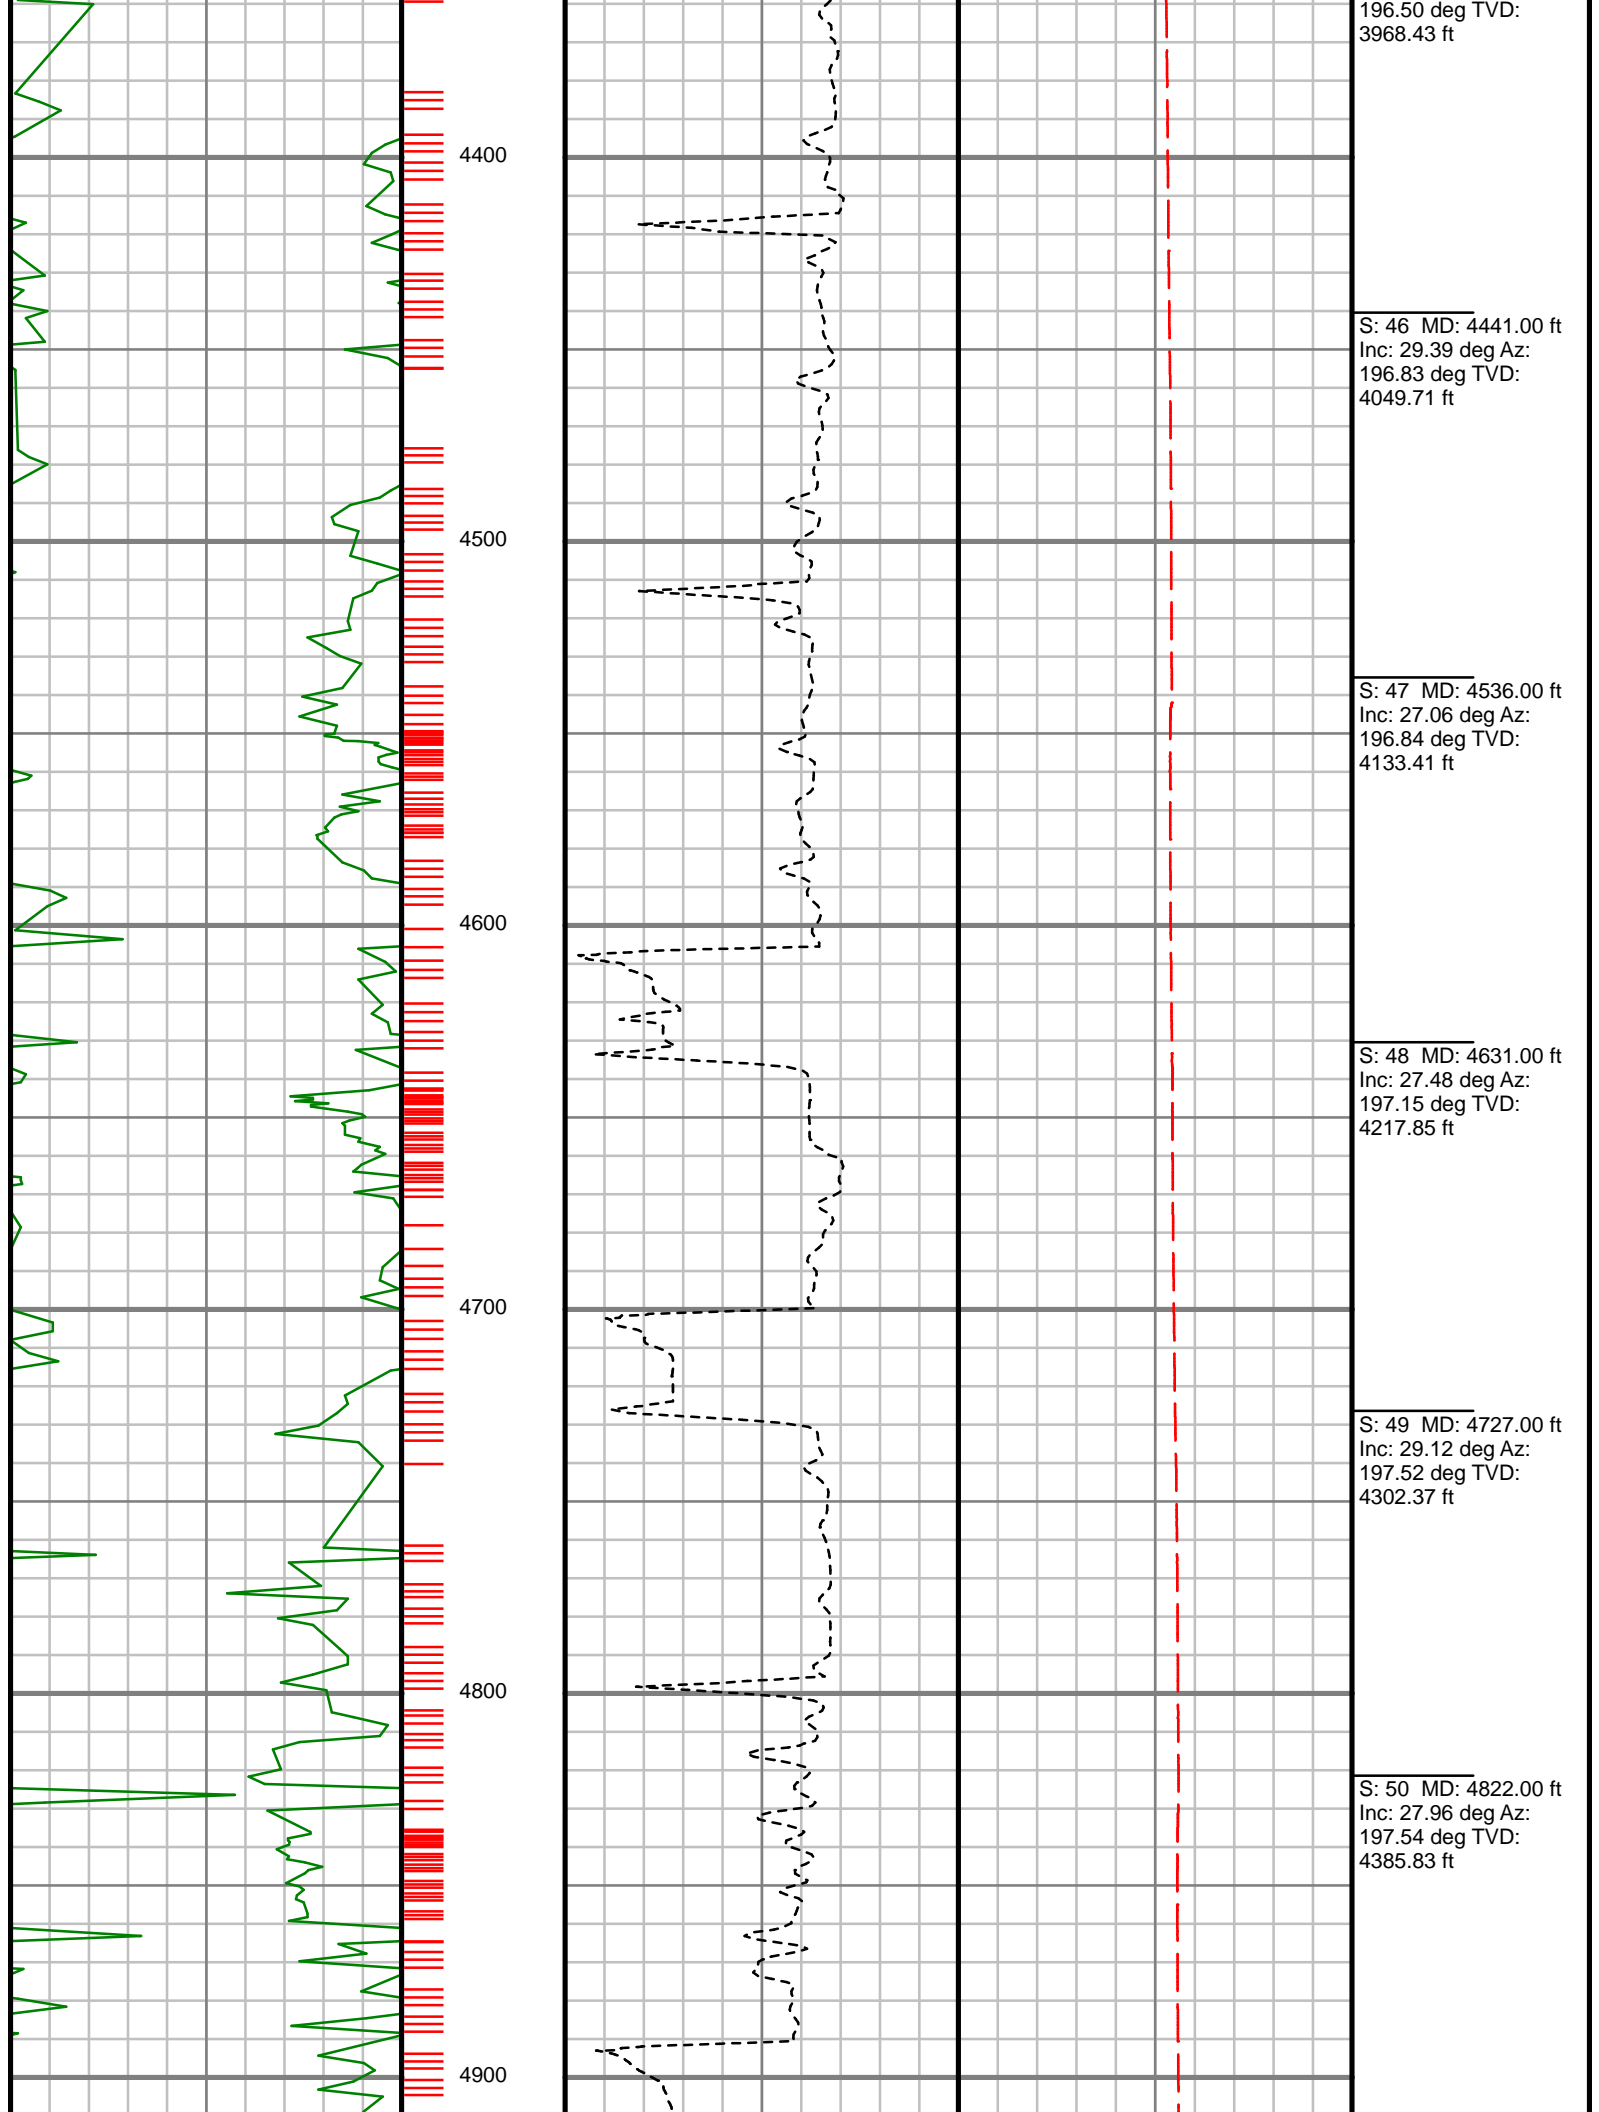 196.50 deg TVD:
3968.43 ft
4400
S: 46 MD: 4441.00 ft
Inc: 29.39 deg Az:
196.83 deg TVD:
4049.71 ft
4500
S: 47 MD: 4536.00 ft
Inc: 27.06 deg Az:
196.84 deg TVD:
4133.41 ft
4600
S: 48 MD: 4631.00 ft
Inc: 27.48 deg Az:
197.15 deg TVD:
4217.85 ft
4700
S: 49 MD: 4727.00 ft
Inc: 29.12 deg Az:
197.52 deg TVD:
4302.37 ft
4800
S: 50 MD: 4822.00 ft
Inc: 27.96 deg Az:
197.54 deg TVD:
4385.83 ft
4900